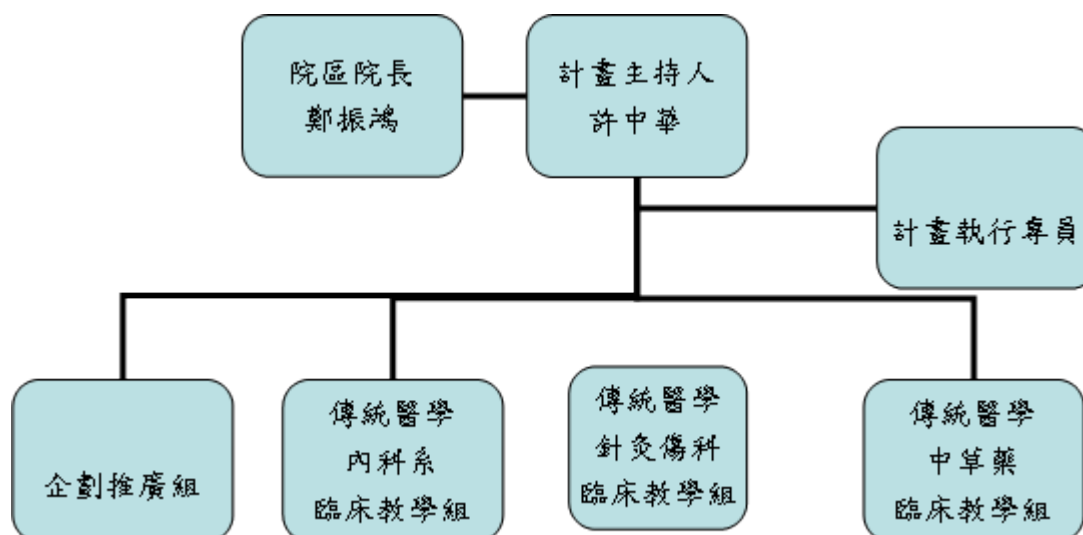 院區院長
鄭振鴻
計畫主持人
許中華
計畫執行專員
企劃推廣組
傳統醫學
內科系
臨床教學組
傳統醫學
針灸傷科
臨床教學組
傳統醫學
中草藥
臨床教學組